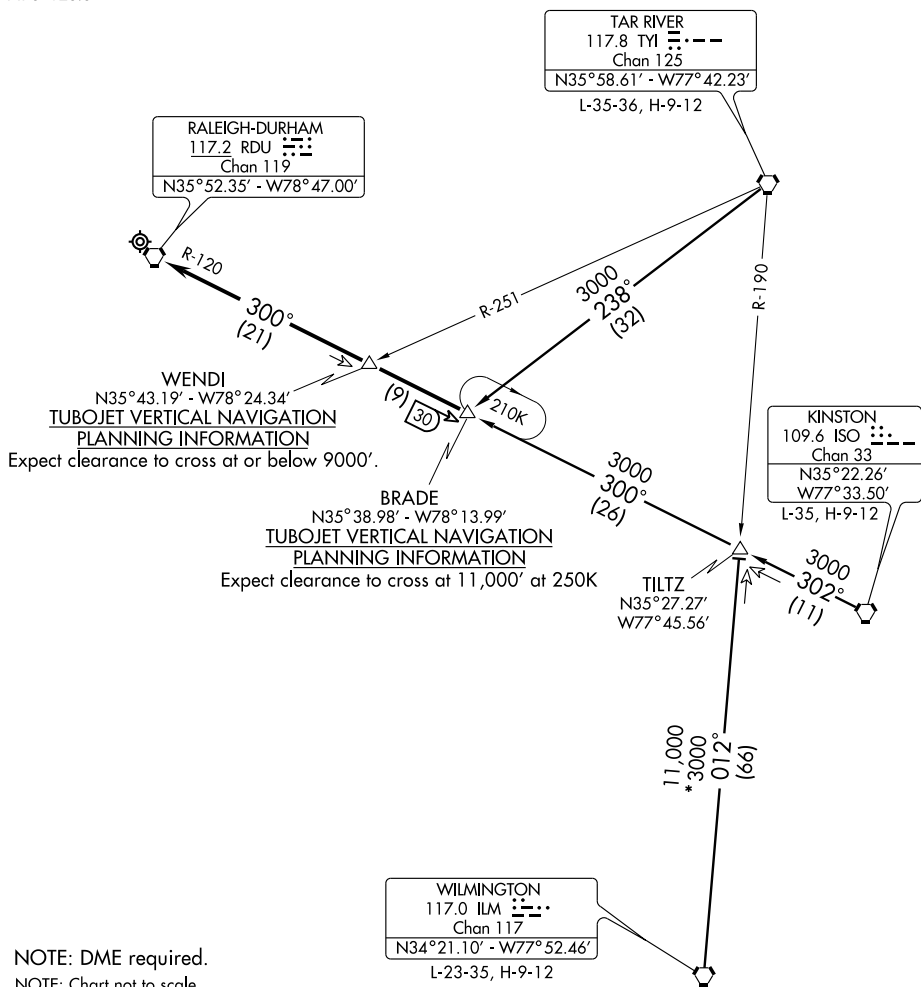 TAR RIVER
117.8 TYI
Chan 125
N35°58.61' - W77°42.23'
L-35-36, H-9-12
RALEIGH-DURHAM
117.2 RDU
Chan 119
N35°52.35' - W78°47.00'
R-120
300°
(21)
R-251
3000
238°
(32)
R-190
WENDI
N35°43.19' - W78°24.34'
TUBOJET VERTICAL NAVIGATION
PLANNING INFORMATION
Expect clearance to cross at or below 9000'.
(9)
30
210K
BRADE
N35°38.98' - W78°13.99'
TUBOJET VERTICAL NAVIGATION
PLANNING INFORMATION
Expect clearance to cross at 11,000' at 250K
3000
300°
(26)
KINSTON
109.6 ISO
Chan 33
N35°22.26'
W77°33.50'
L-35, H-9-12
TILTZ
N35°27.27'
W77°45.56'
3000
302°
(11)
11,000
*3000
012°
(66)
WILMINGTON
117.0 ILM
Chan 117
N34°21.10' - W77°52.46'
L-23-35, H-9-12
NOTE: DME required.
NOTE: Chart not to scale.